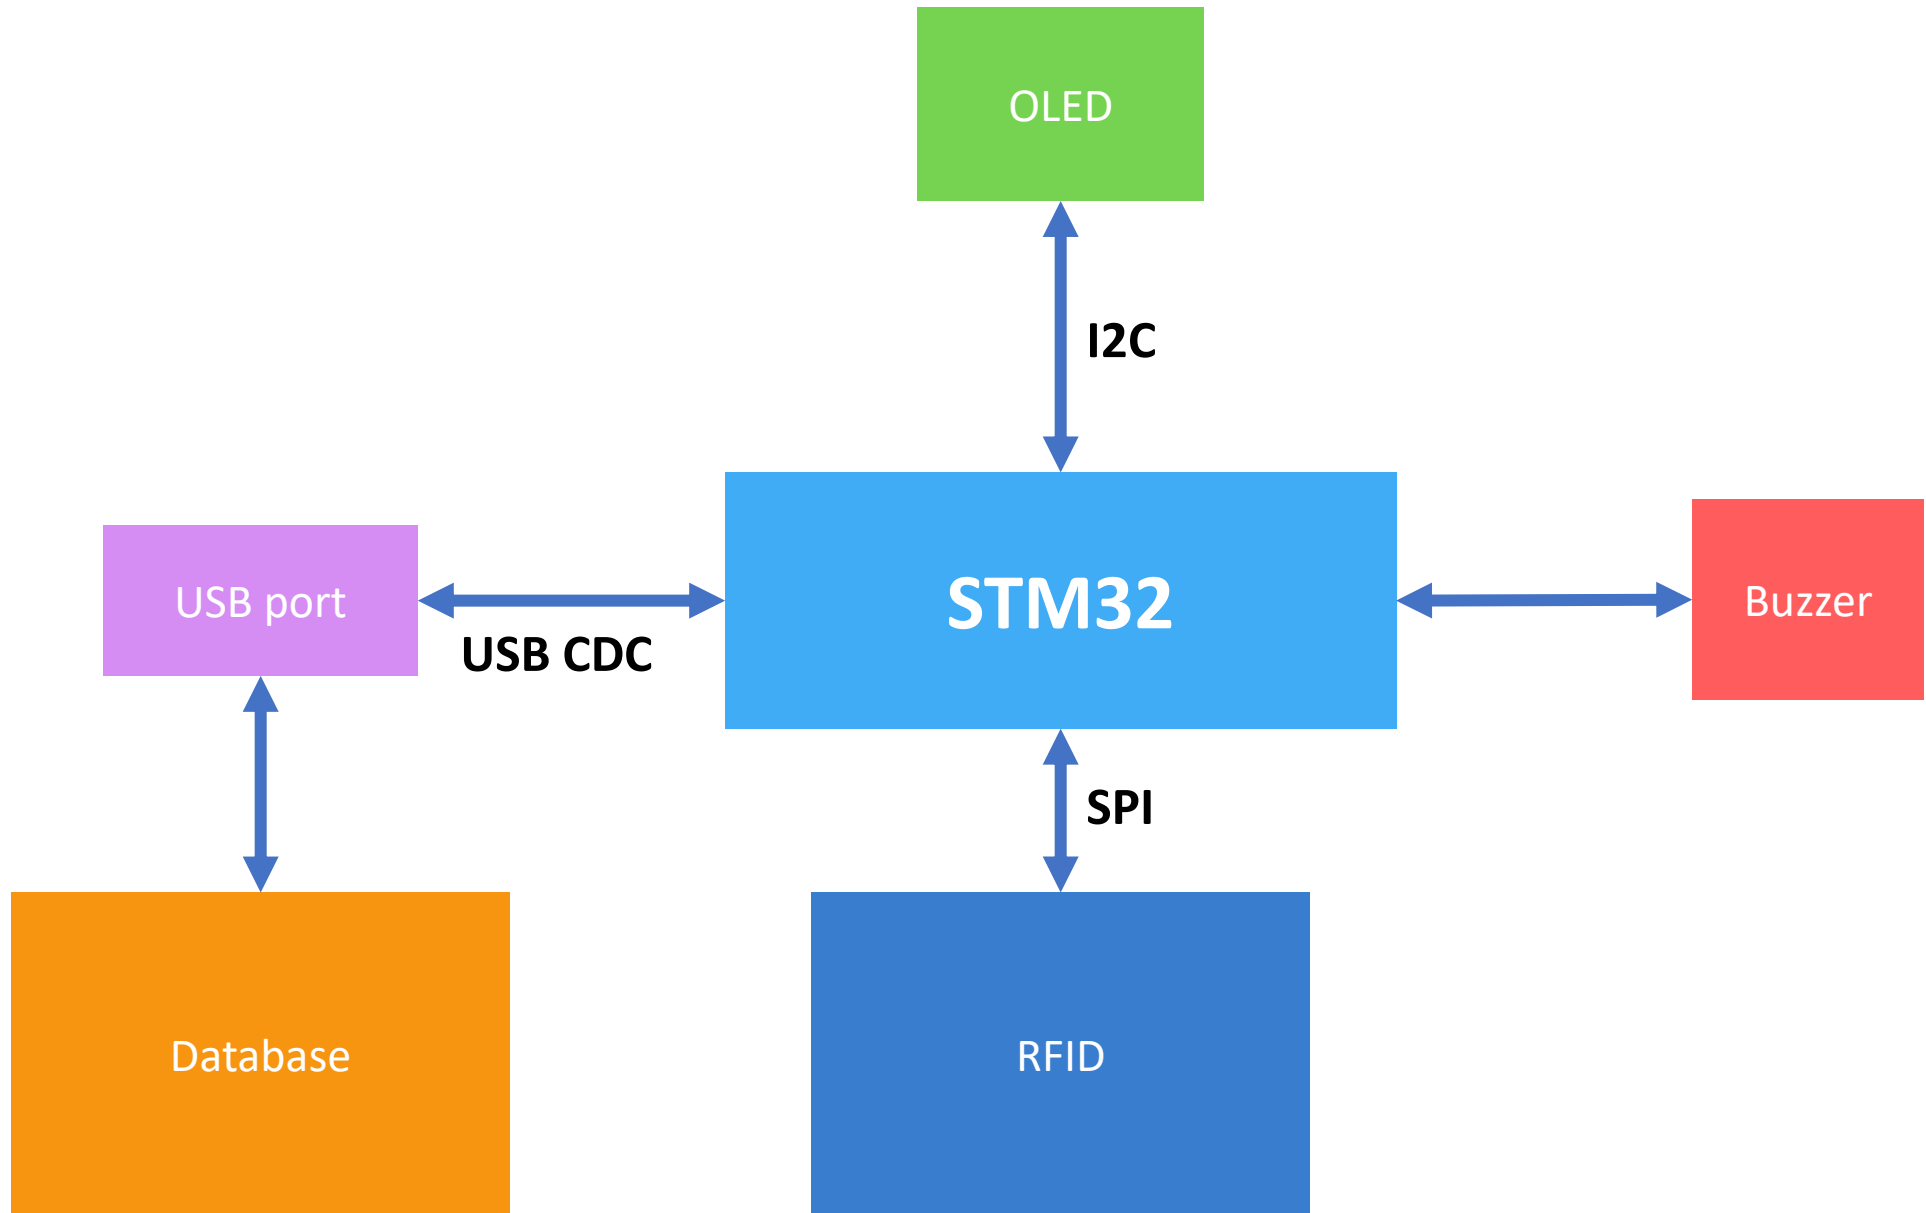 OLED
I2C
STM32
USB port
Buzzer
USB CDC
SPI
Database
RFID